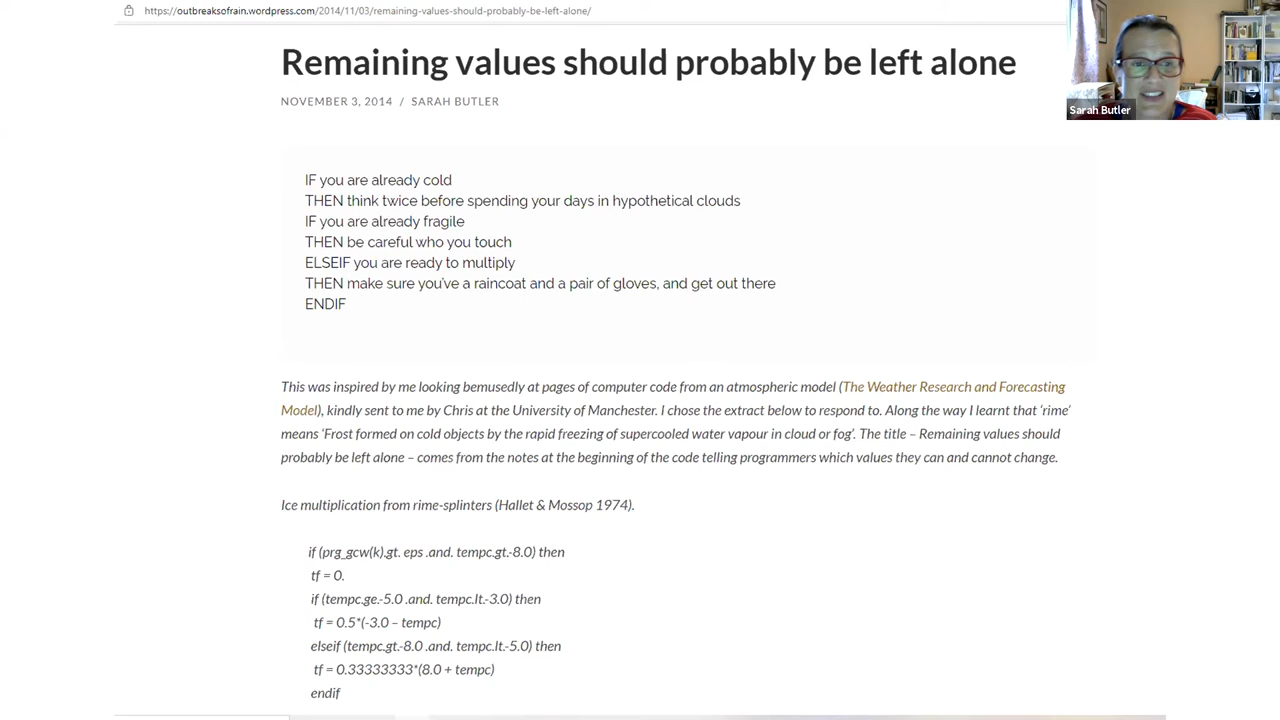 https://outbreaksofrain.wordpress.com/2014/11/03/remaining-values-should-probably-be-left-alone/
Remaining values should probably be left alone
NOVEMBER 3, 2014 / SARAH BUTLER
Sarah Butler
IF you are already cold
THEN think twice before spending your days in hypothetical clouds
IF you are already fragile
THEN be careful who you touch
ELSEIF you are ready to multiply
THEN make sure you've a raincoat and a pair of gloves, and get out there
ENDIF
This was inspired by me looking bemusedly at pages of computer code from an atmospheric model (The Weather Research and Forecasting
Model), kindly sent to me by Chris at the University of Manchester. I chose the extract below to respond to. Along the way I learnt that 'rime'
means 'Frost formed on cold objects by the rapid freezing of supercooled water vapour in cloud or fog'. The title – Remaining values should
probably be left alone – comes from the notes at the beginning of the code telling programmers which values they can and cannot change.
Ice multiplication from rime-splinters (Hallet & Mossop 1974).
if (prg_gcw(k).gt. eps .and. tempc.gt.-8.0) then
tf = 0.
if (tempc.ge.-5.0 .and. tempc.lt.-3.0) then
tf = 0.5*(-3.0 – tempc)
elseif (tempc.gt.-8.0 .and. tempc.lt.-5.0) then
tf = 0.33333333*(8.0 + tempc)
endif